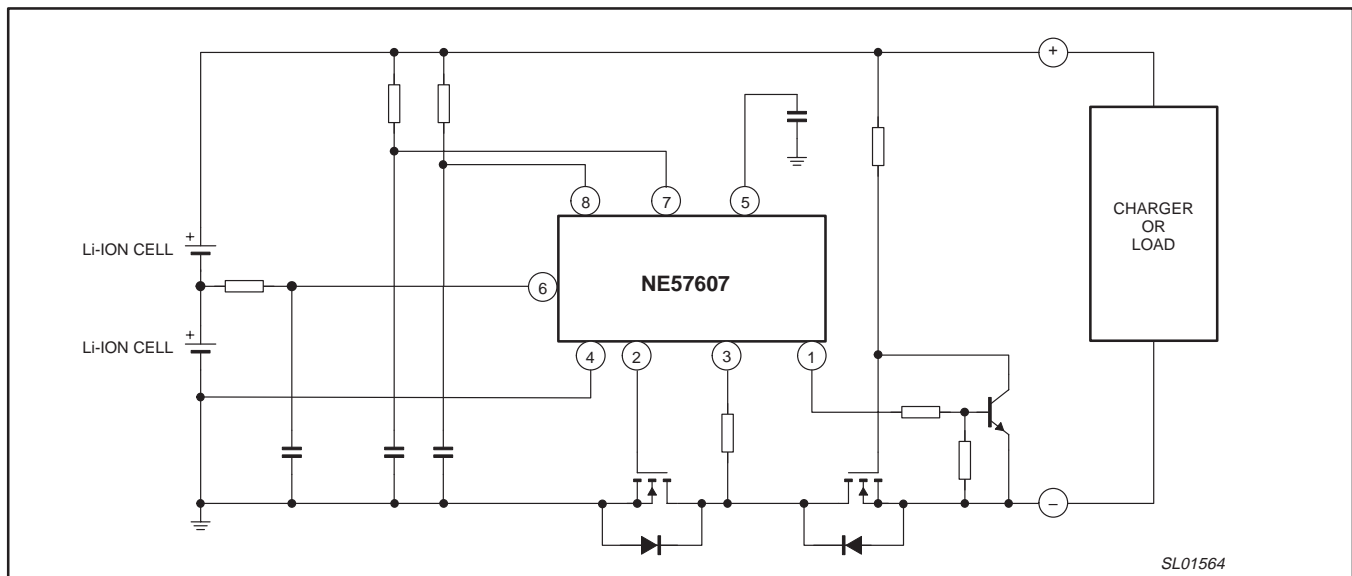 +
8
7
5
CHARGER
OR
LOAD
+
Li-ION CELL
NE57607
6
+
Li-ION CELL
4
2
3
1
−
SL01564